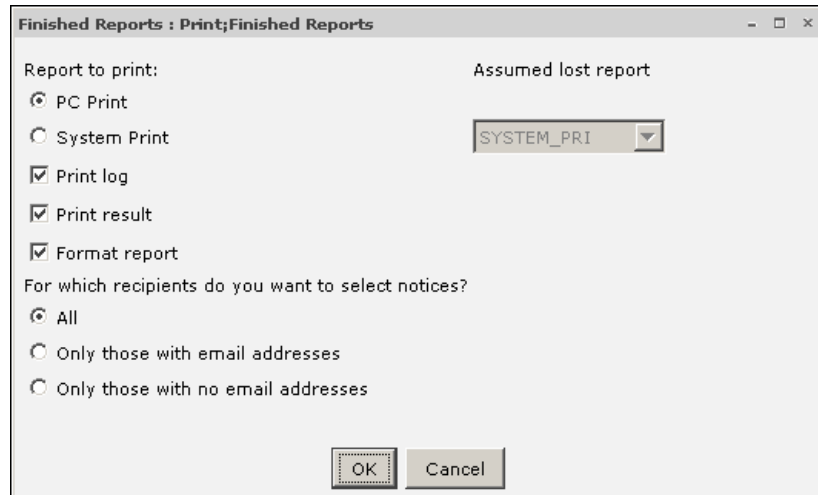 Finished Reports : Print;Finished Reports
Report to print:
Assumed lost report
PC Print
System Print
SYSTEM_PRI
Print log
Print result
Format report
For which recipients do you want to select notices?
All
Only those with email addresses
Only those with no email addresses
OK
Cancel